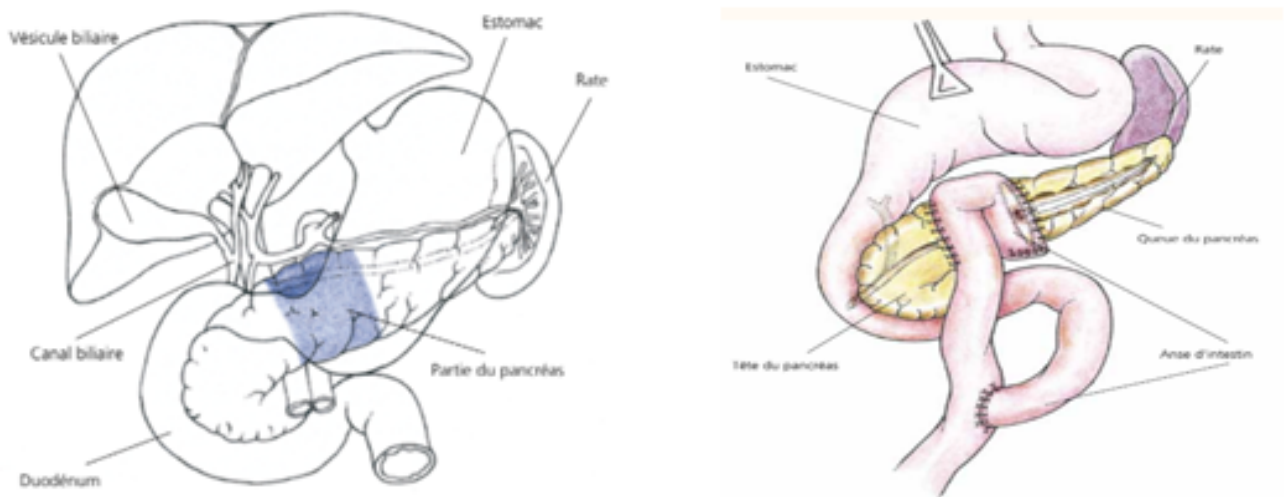 Vésicule biliaire
Estomac
Rate
Canal biliaire
Partie du pancréas
Duodénum
Estomac
Rate
Queue du pancréas
Tête du pancréas
Anse d'intestin